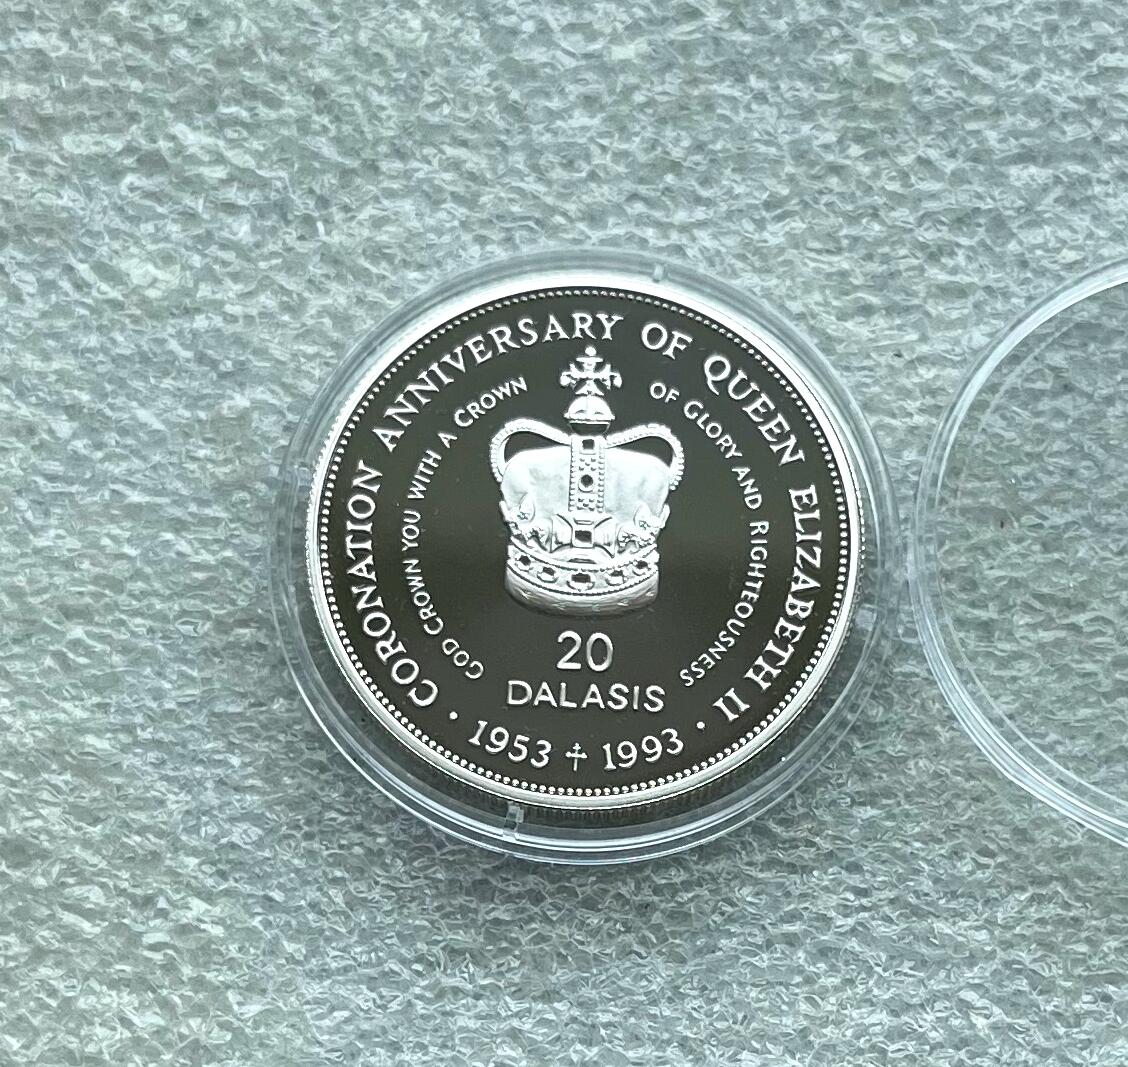 CORONATION ANNIVERSARY OF QUEEN ELIZABETH II
GOD CROWN YOU WITH A CROWN
OF GLORY AND RIGHTEOUSNESS
20
DALASIS
· 1953 ‡ 1993 ·